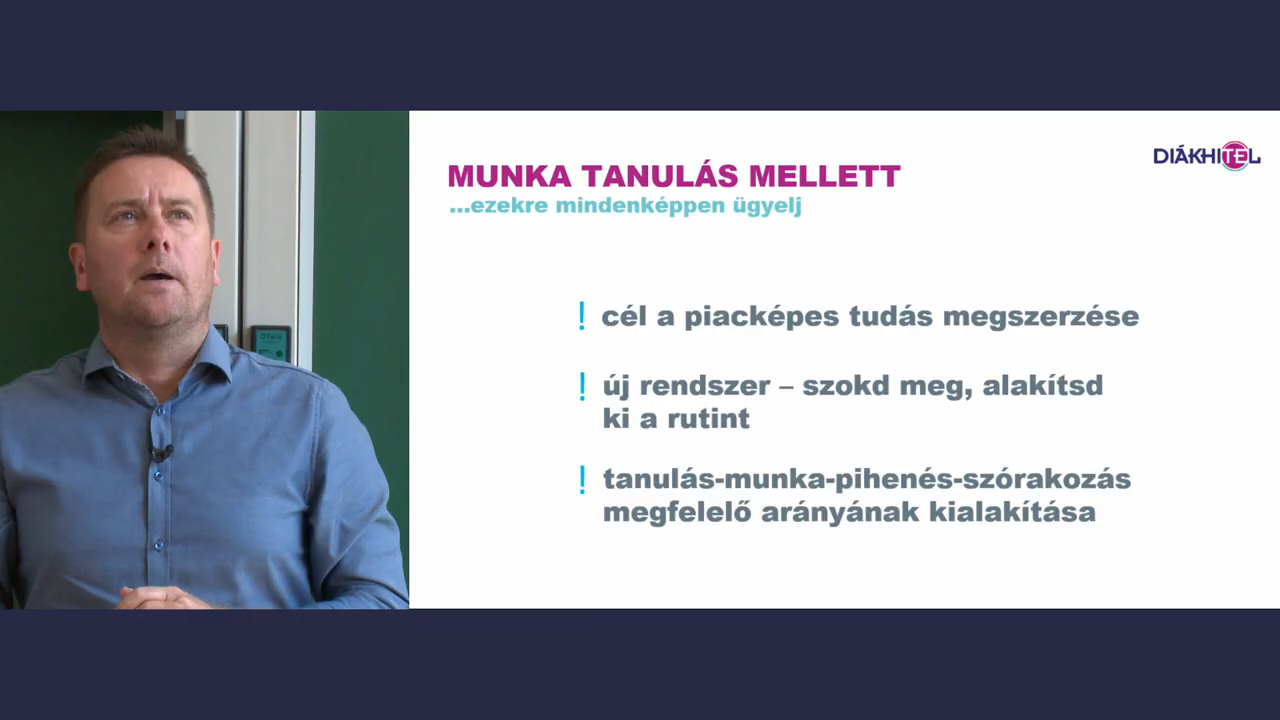 DIÁKHITEL
MUNKA TANULÁS MELLETT
...ezekre mindenképpen ügyelj
! cél a piacképes tudás megszerzése
! új rendszer – szokd meg, alakítsd
ki a rutint
! tanulás-munka-pihenés-szórakozás
megfelelő arányának kialakítása